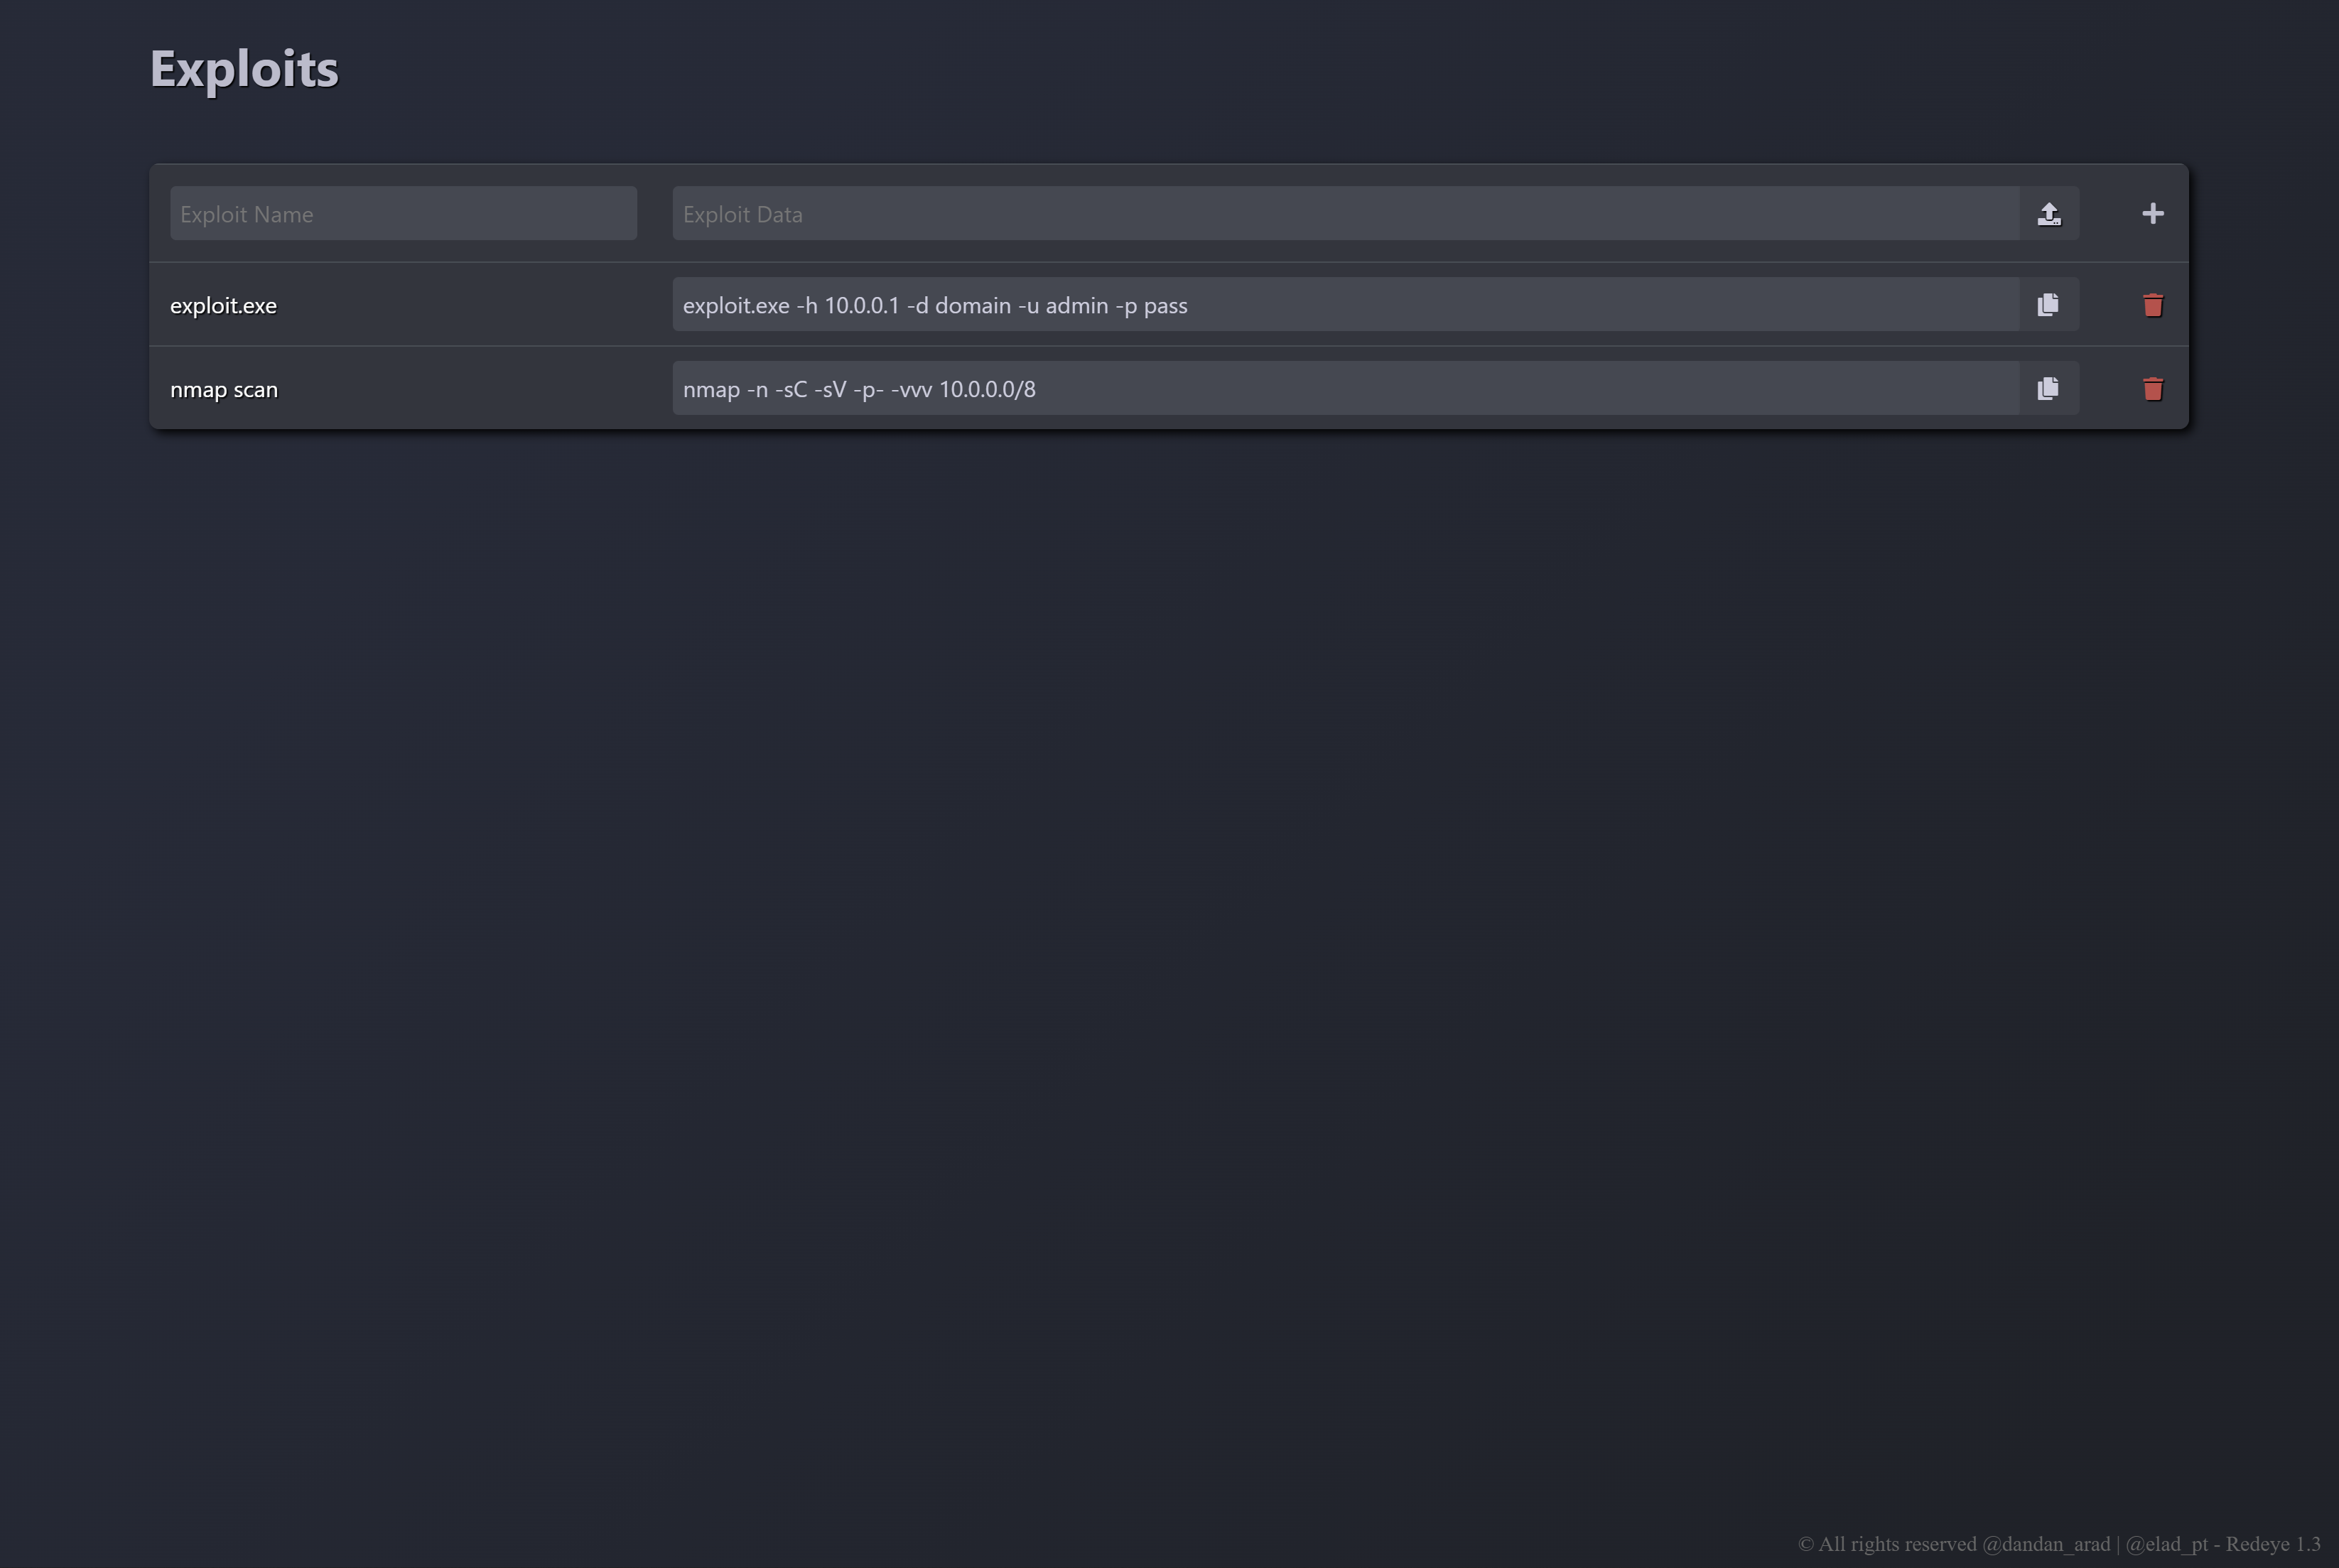 Exploits
Exploit Name
Exploit Data
exploit.exe
exploit.exe -h 10.0.0.1 -d domain -u admin -p pass
nmap scan
nmap -n -sC -sV -p- -vvv 10.0.0.0/8
© All rights reserved @dandan_arad | @elad_pt - Redeye 1.3